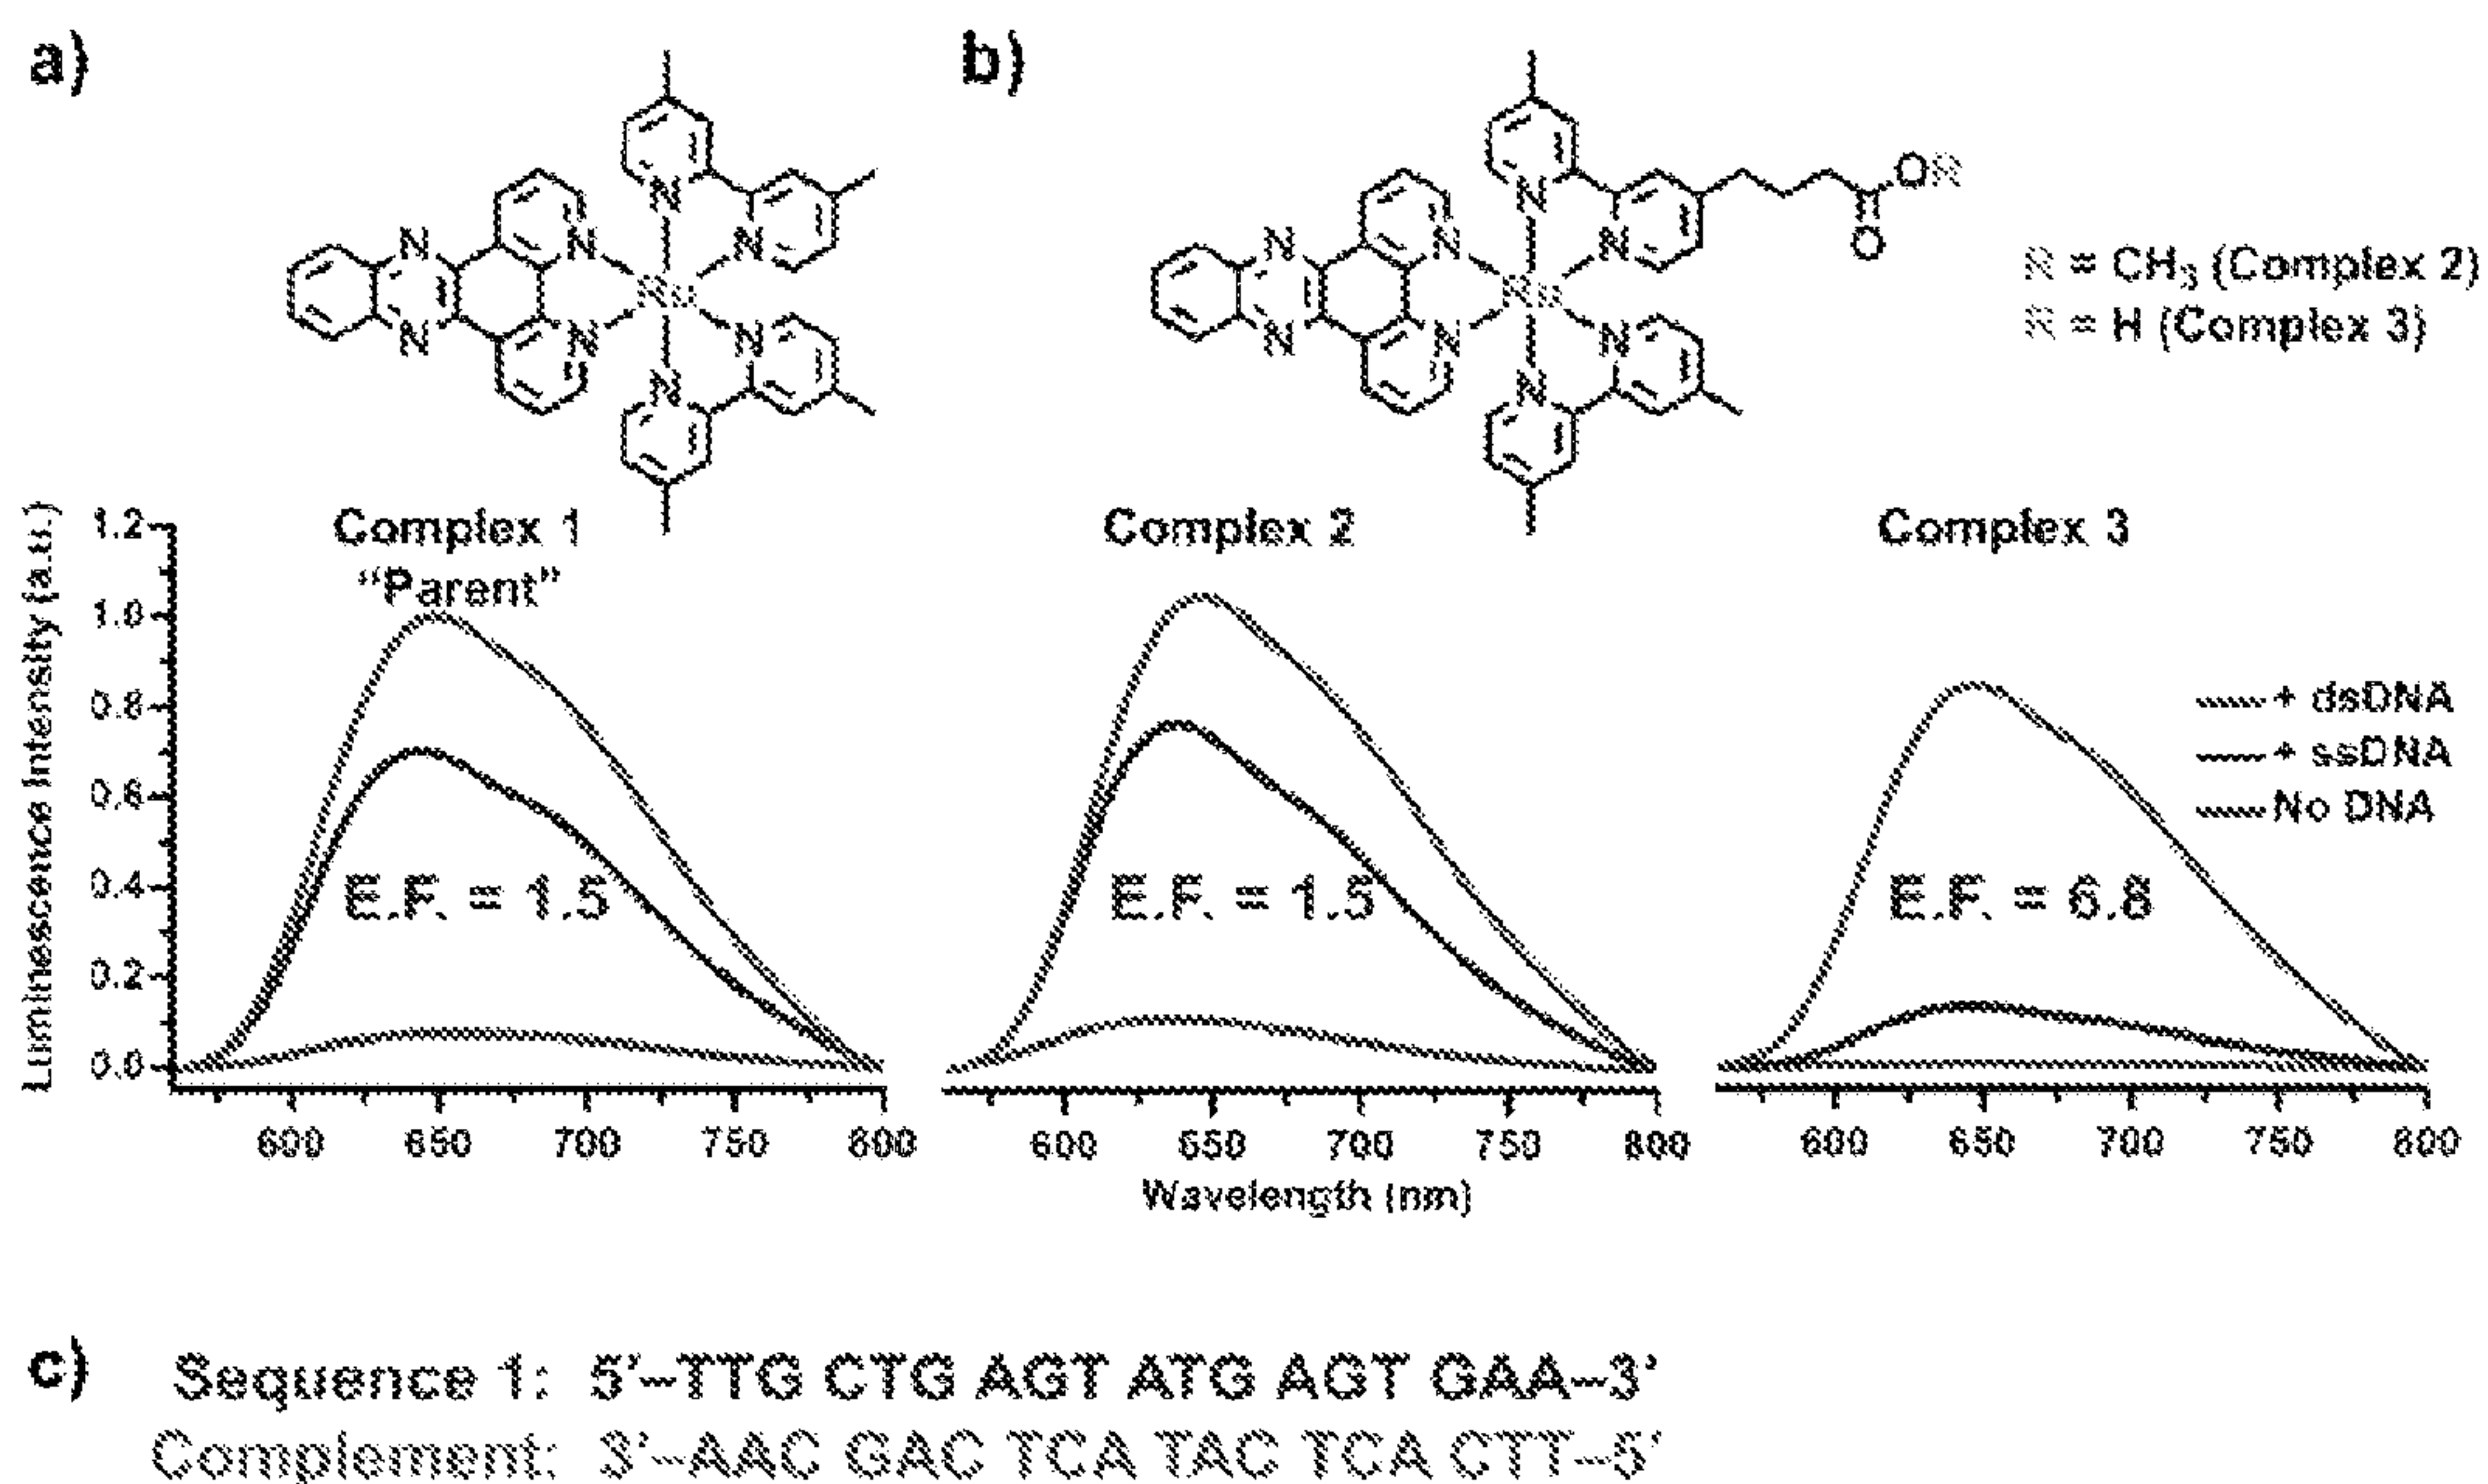 a)
b)
N
N
N
N
N
N
N
N
Ru
N
N
N
N
N
N
N
N
Ru
OR
O
R = CH₃ (Complex 2)
R = H (Complex 3)
Complex 1
"Parent"
Complex 2
Complex 3
Luminescence Intensity (a.u.)
1.2
1.0
0.8
0.6
0.4
0.2
0.0
E.F. = 1.5
E.F. = 1.5
E.F. = 6.8
+ dsDNA
+ ssDNA
No DNA
600 650 700 750 800
600 650 700 750 800
600 650 700 750 800
Wavelength (nm)
c)
Sequence 1: 5'–TTG CTG AGT ATG AGT GAA–3'
Complement: 3'–AAC GAC TCA TAC TCA CTT–5'